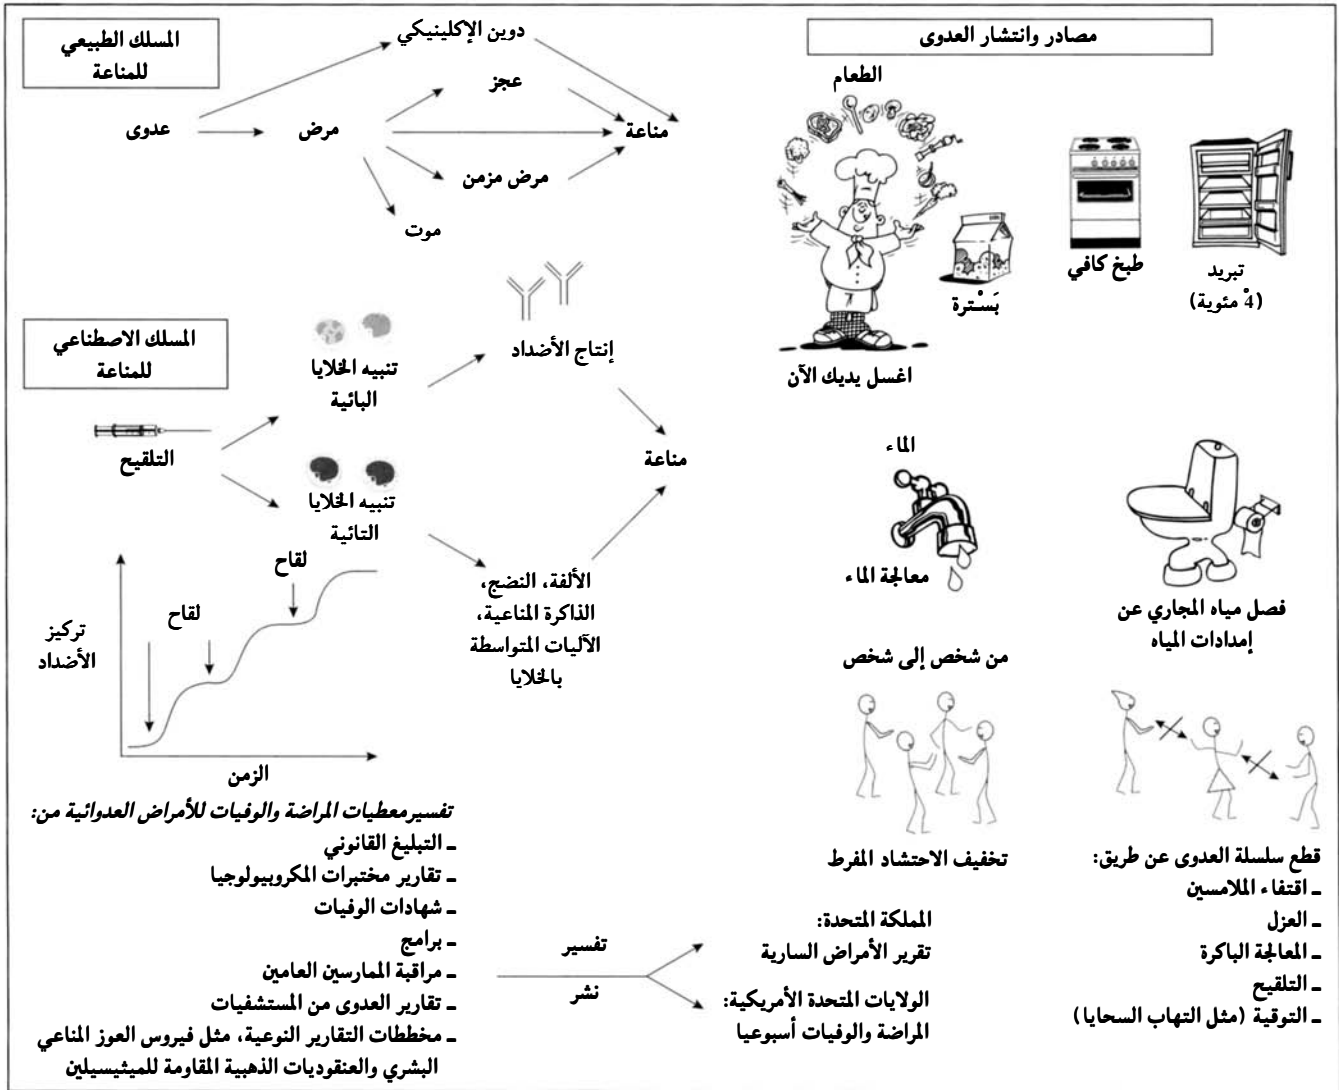 مصادر وانتشار العدوى
الطعام
طبخ كافي
تبريد
(4° مئوية)
بَسْترة
اغسل يديك الآن
الماء
معالجة الماء
فصل مياه المجاري عن
إمدادات المياه
من شخص إلى شخص
تخفيف الاحتشاد المفرط
قطع سلسلة العدوى عن طريق:
ـ اقتفاء الملامسين
ـ العزل
ـ المعالجة الباكرة
ـ التلقيح
ـ التوقية (مثل التهاب السحايا)
المسلك الطبيعي
للمناعة
دوين الإكلينيكي
عجز
عدوى
مرض
مناعة
مرض مزمن
موت
المسلك الاصطناعي
للمناعة
تنبيه الخلايا
البائية
إنتاج الأضداد
التلقيح
مناعة
تنبيه الخلايا
التائية
الألفة، النضج،
الذاكرة المناعية،
الآليات المتواسطة
بالخلايا
لقاح
لقاح
تركيز
الأضداد
الزمن
تفسيرمعطيات المراضة والوفيات للأمراض العدوائية من:
ـ التبليغ القانوني
ـ تقارير مختبرات المكروبيولوجيا
ـ شهادات الوفيات
ـ برامج
ـ مراقبة الممارسين العامين
ـ تقارير العدوى من المستشفيات
ـ مخططات التقارير النوعية، مثل فيروس العوز المناعي
البشري والعنقوديات الذهبية المقاومة للميثيسيلين
تفسير
نشر
المملكة المتحدة:
تقرير الأمراض السارية
الولايات المتحدة الأمريكية:
المراضة والوفيات أسبوعيا